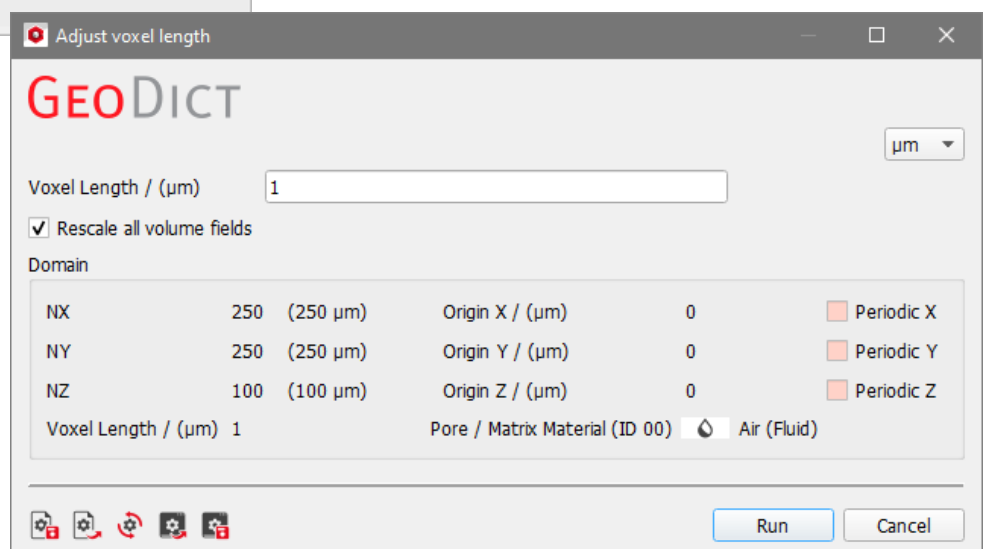 Adjust voxel length
GEODICT
µm
Voxel Length / (µm) 1
Rescale all volume fields
Domain
NX 250 (250 µm) Origin X / (µm) 0 Periodic X
NY 250 (250 µm) Origin Y / (µm) 0 Periodic Y
NZ 100 (100 µm) Origin Z / (µm) 0 Periodic Z
Voxel Length / (µm) 1 Pore / Matrix Material (ID 00) Air (Fluid)
Run Cancel